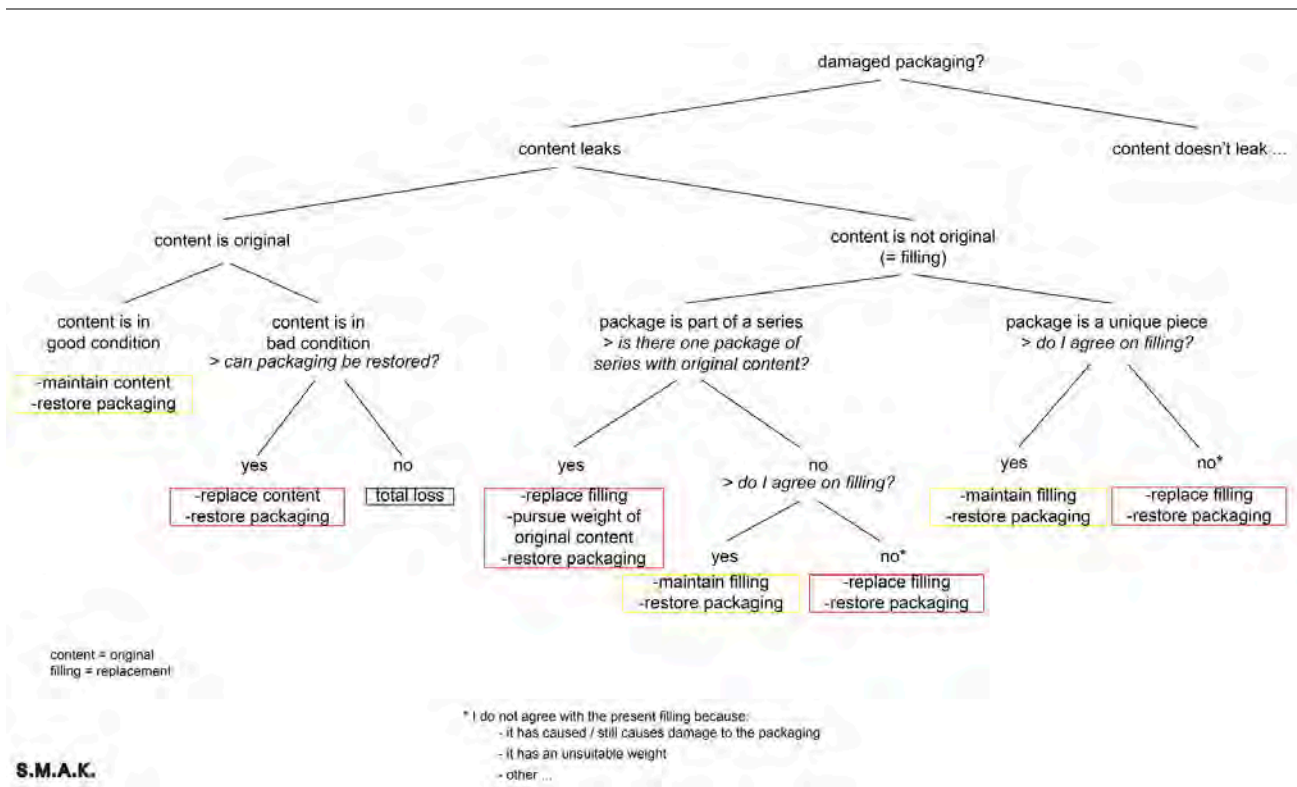 damaged packaging?
content leaks
content doesn't leak ...
content is original
content is not original
(= filling)
content is in
good condition
-maintain content
-restore packaging
content is in
bad condition
> can packaging be restored?
package is part of a series
> is there one package of
series with original content?
package is a unique piece
> do I agree on filling?
yes
-replace content
-restore packaging
no
total loss
yes
-replace filling
-pursue weight of
original content
-restore packaging
no
> do I agree on filling?
yes
-maintain filling
-restore packaging
no*
-replace filling
-restore packaging
yes
-maintain filling
-restore packaging
no*
-replace filling
-restore packaging
content = original
filling = replacement
* I do not agree with the present filling because:
- it has caused / still causes damage to the packaging
- it has an unsuitable weight
- other ...
S.M.A.K.